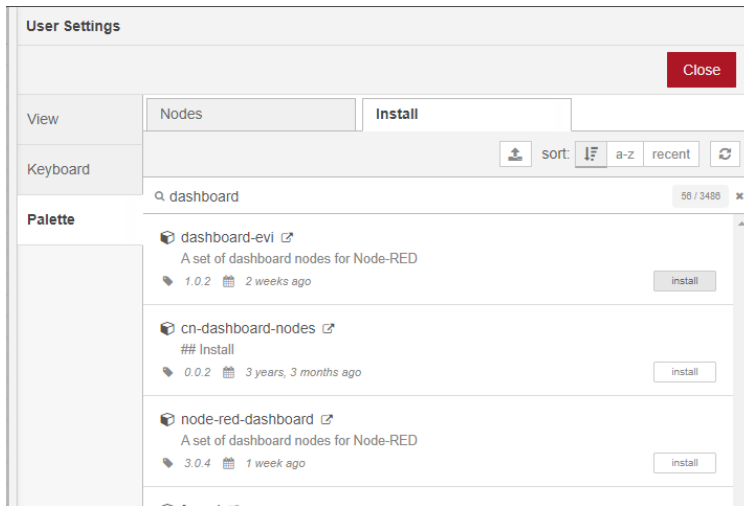 User Settings
Close
View
Keyboard
Palette
Nodes
Install
sort: a-z recent
dashboard
56 / 3486
dashboard-evi
A set of dashboard nodes for Node-RED
1.0.2 2 weeks ago
install
cn-dashboard-nodes
## Install
0.0.2 3 years, 3 months ago
install
node-red-dashboard
A set of dashboard nodes for Node-RED
3.0.4 1 week ago
install